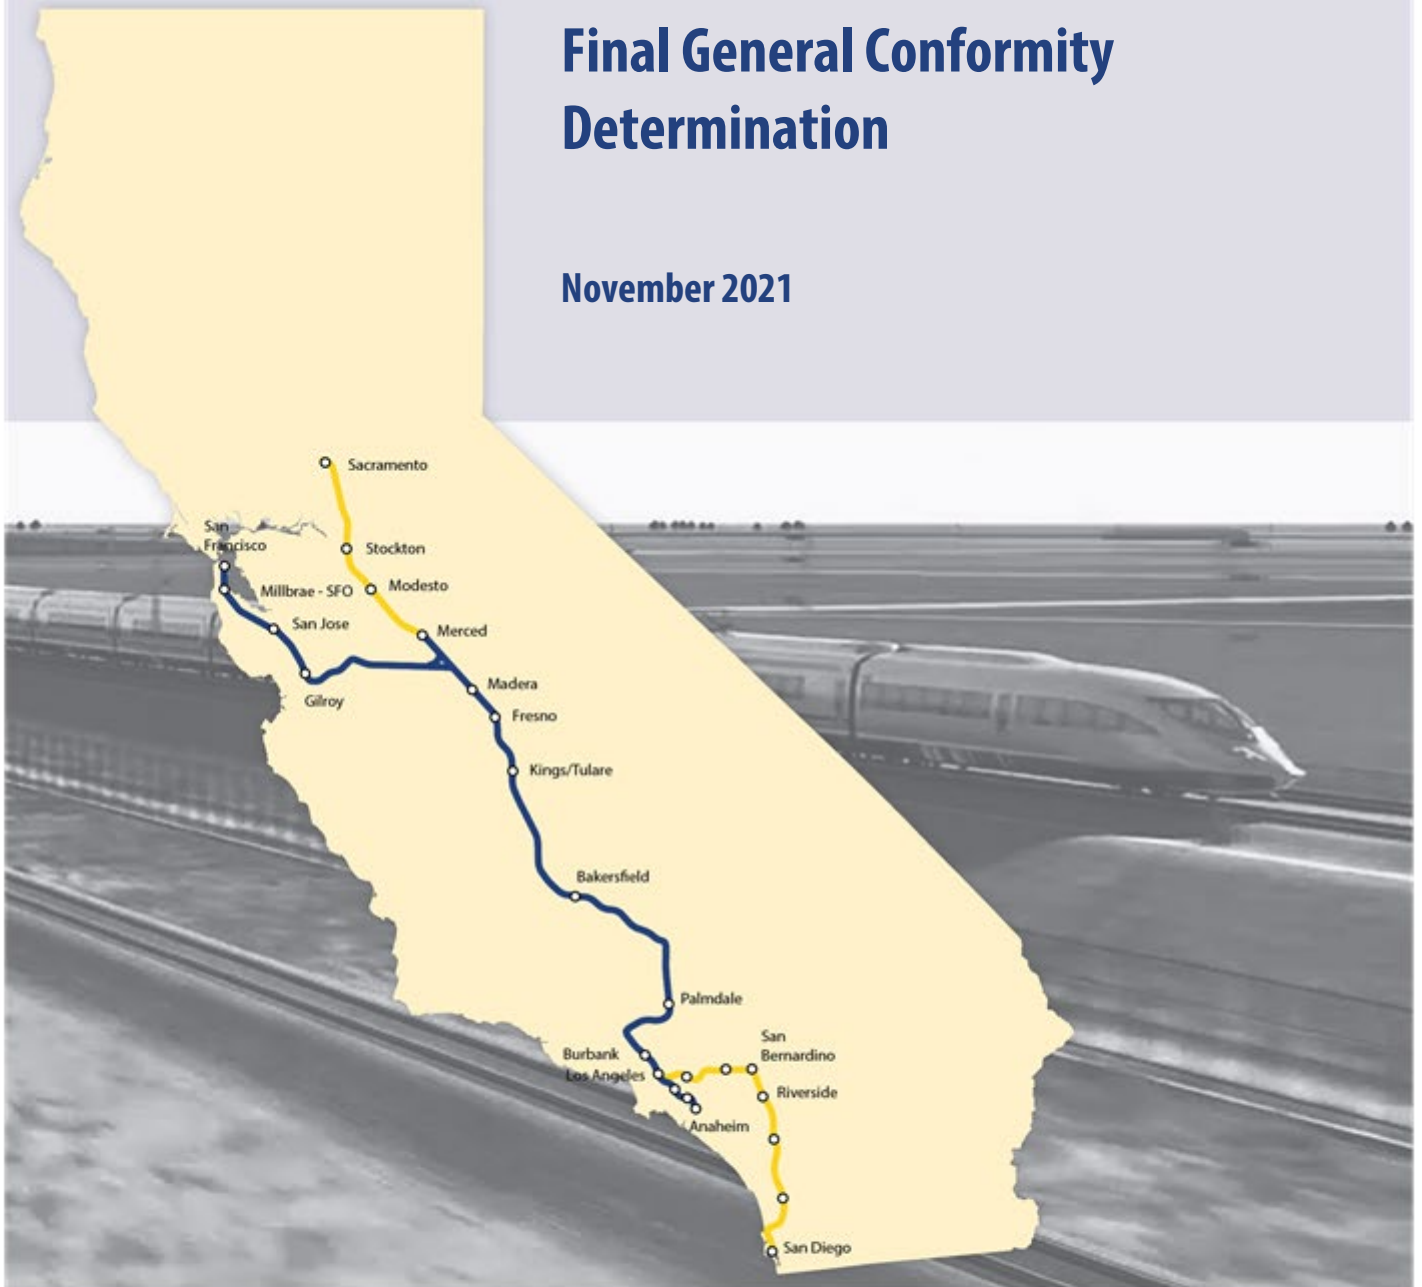 Final General Conformity
Determination
November 2021
Sacramento
San
Francisco
Stockton
Millbrae - SFO
Modesto
San Jose
Merced
Gilroy
Madera
Fresno
Kings/Tulare
Bakersfield
Palmdale
San
Bernardino
Burbank
Los Angeles
Riverside
Anaheim
San Diego